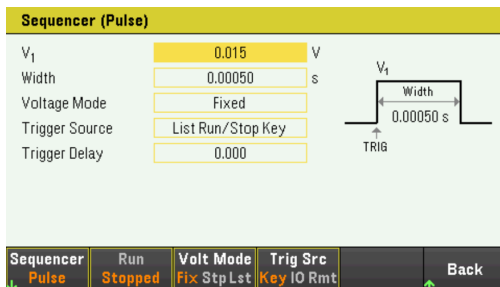 Sequencer (Pulse)
V1 0.015 V
Width 0.00050 s
Voltage Mode Fixed
Trigger Source List Run/Stop Key
Trigger Delay 0.000
V1
Width
0.00050 s
TRIG
Sequencer Run Volt Mode Trig Src
Pulse Stopped Fix Stp Lst Key IO Rmt Back